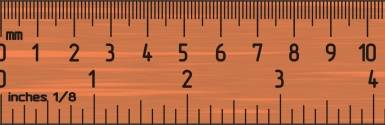 mm
0 1 2 3 4 5 6 7 8 9 10
0 1 2 3 4
inches 1/8